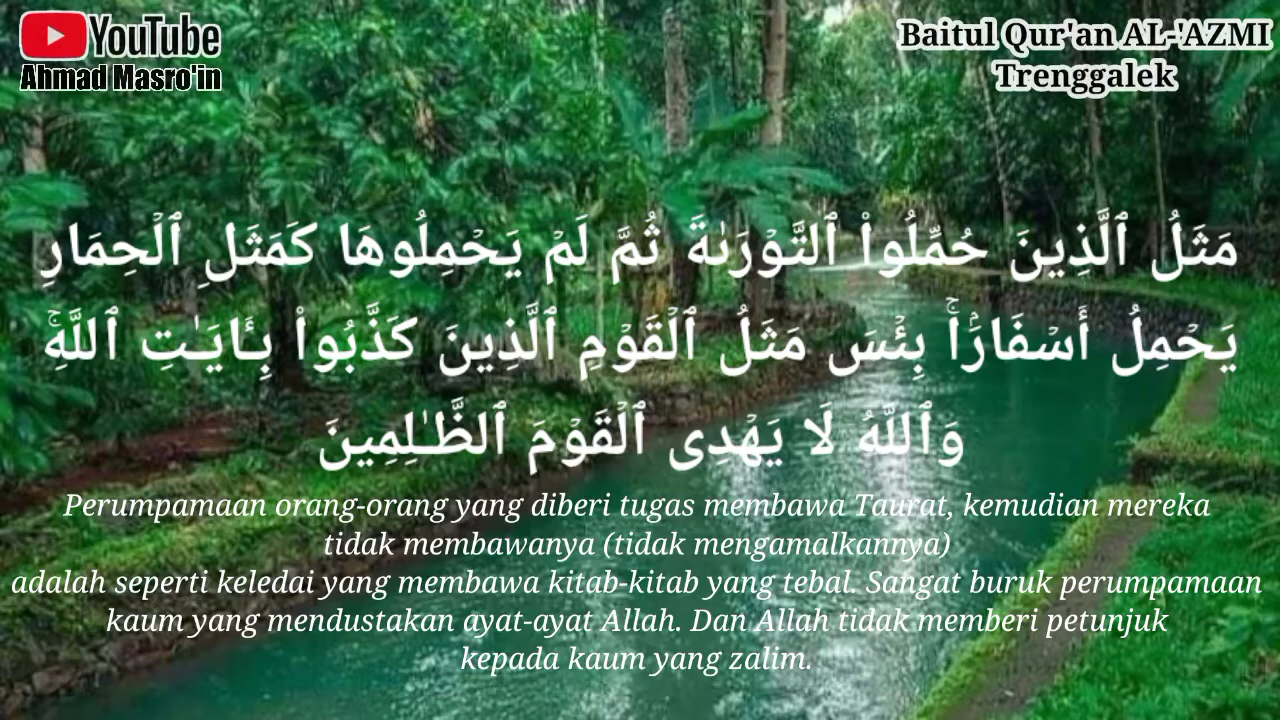 YouTube
Ahmad Masro'in
Baitul Qur'an AL-'AZMI
Trenggalek
مَثَلُ ٱلَّذِينَ حُمِّلُوا۟ ٱلتَّوْرَىٰةَ ثُمَّ لَمْ يَحْمِلُوهَا كَمَثَلِ ٱلْحِمَارِ
يَحْمِلُ أَسْفَارًۢا ۚ بِئْسَ مَثَلُ ٱلْقَوْمِ ٱلَّذِينَ كَذَّبُوا۟ بِـَٔايَـٰتِ ٱللَّهِ ۚ
وَٱللَّهُ لَا يَهْدِى ٱلْقَوْمَ ٱلظَّـٰلِمِينَ
Perumpamaan orang-orang yang diberi tugas membawa Taurat, kemudian mereka
tidak membawanya (tidak mengamalkannya)
adalah seperti keledai yang membawa kitab-kitab yang tebal. Sangat buruk perumpamaan
kaum yang mendustakan ayat-ayat Allah. Dan Allah tidak memberi petunjuk
kepada kaum yang zalim.